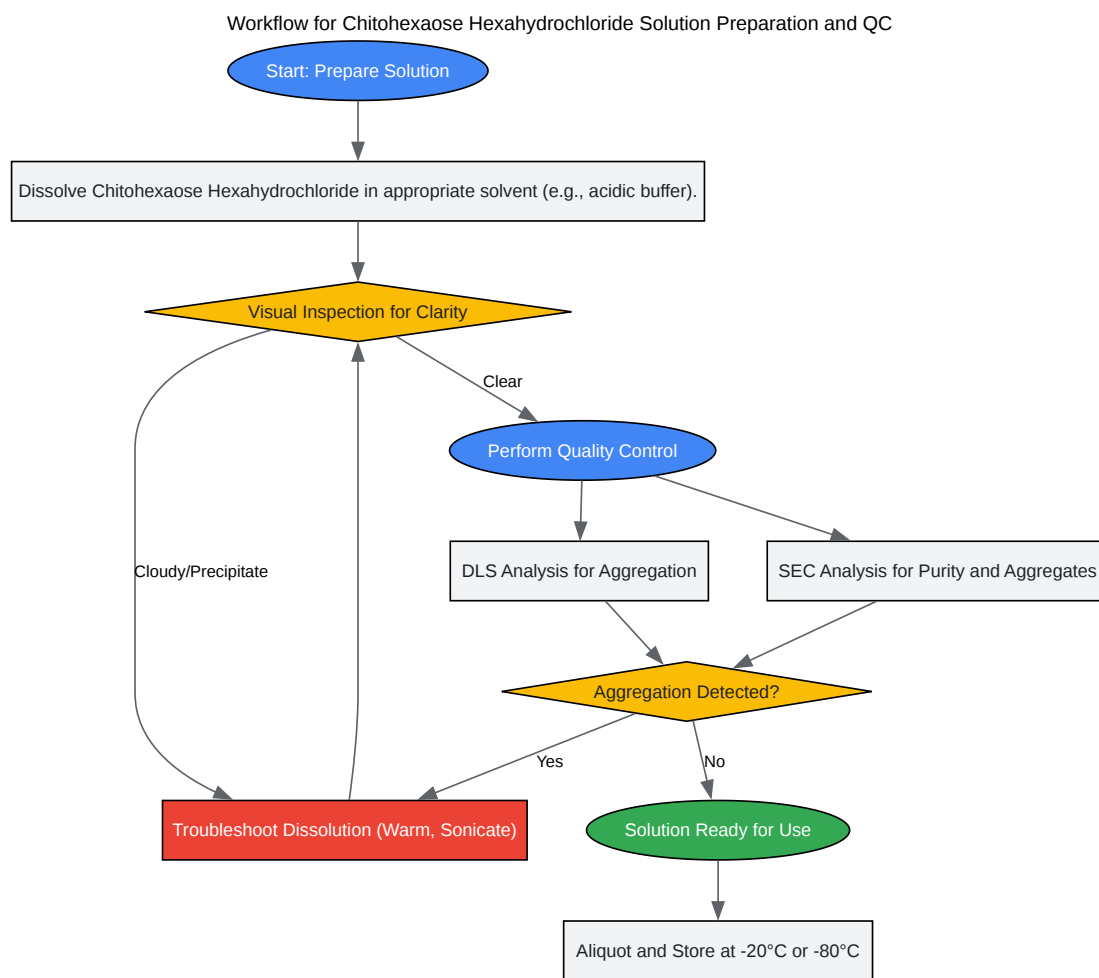 Workflow for Chitohexaose Hexahydrochloride Solution Preparation and QC
Start: Prepare Solution
Dissolve Chitohexaose Hexahydrochloride in appropriate solvent (e.g., acidic buffer).
Visual Inspection for Clarity
Clear
Perform Quality Control
Cloudy/Precipitate
DLS Analysis for Aggregation
SEC Analysis for Purity and Aggregates
Aggregation Detected?
Yes
No
Troubleshoot Dissolution (Warm, Sonicate)
Solution Ready for Use
Aliquot and Store at -20°C or -80°C